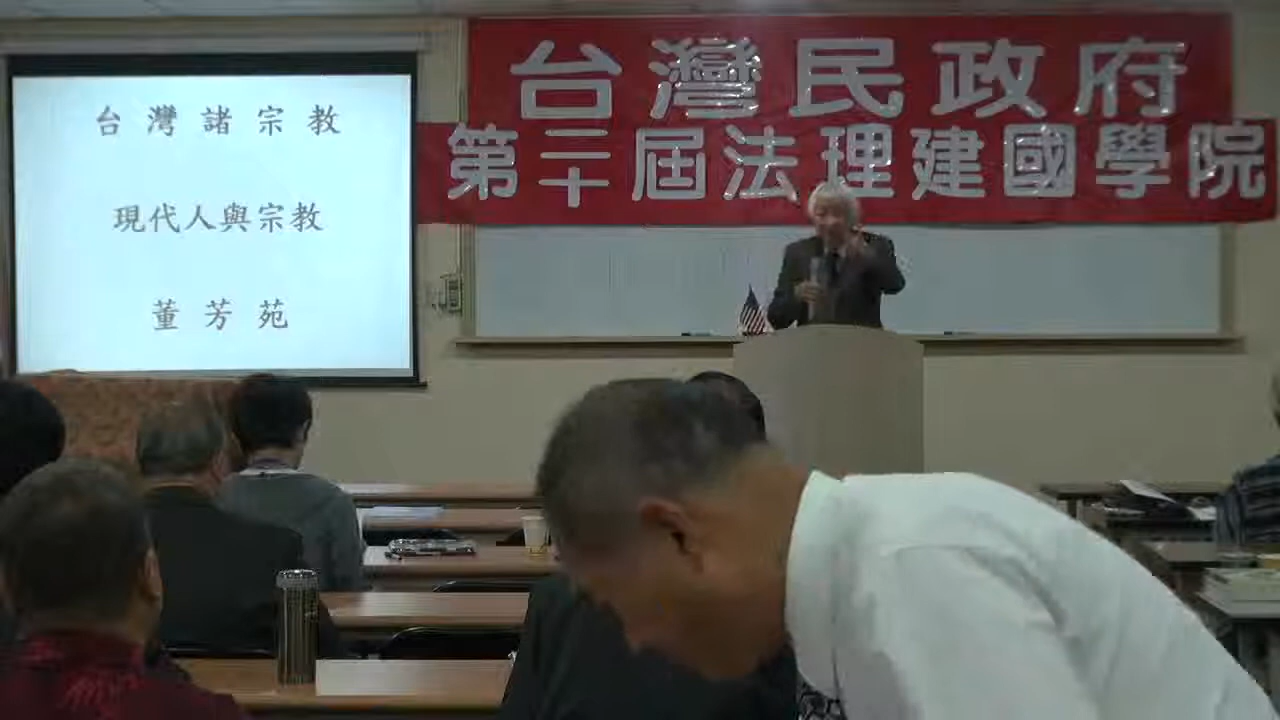 台灣諸宗教
現代人與宗教
董芳苑
台灣民政府
第二十屆法理建國學院